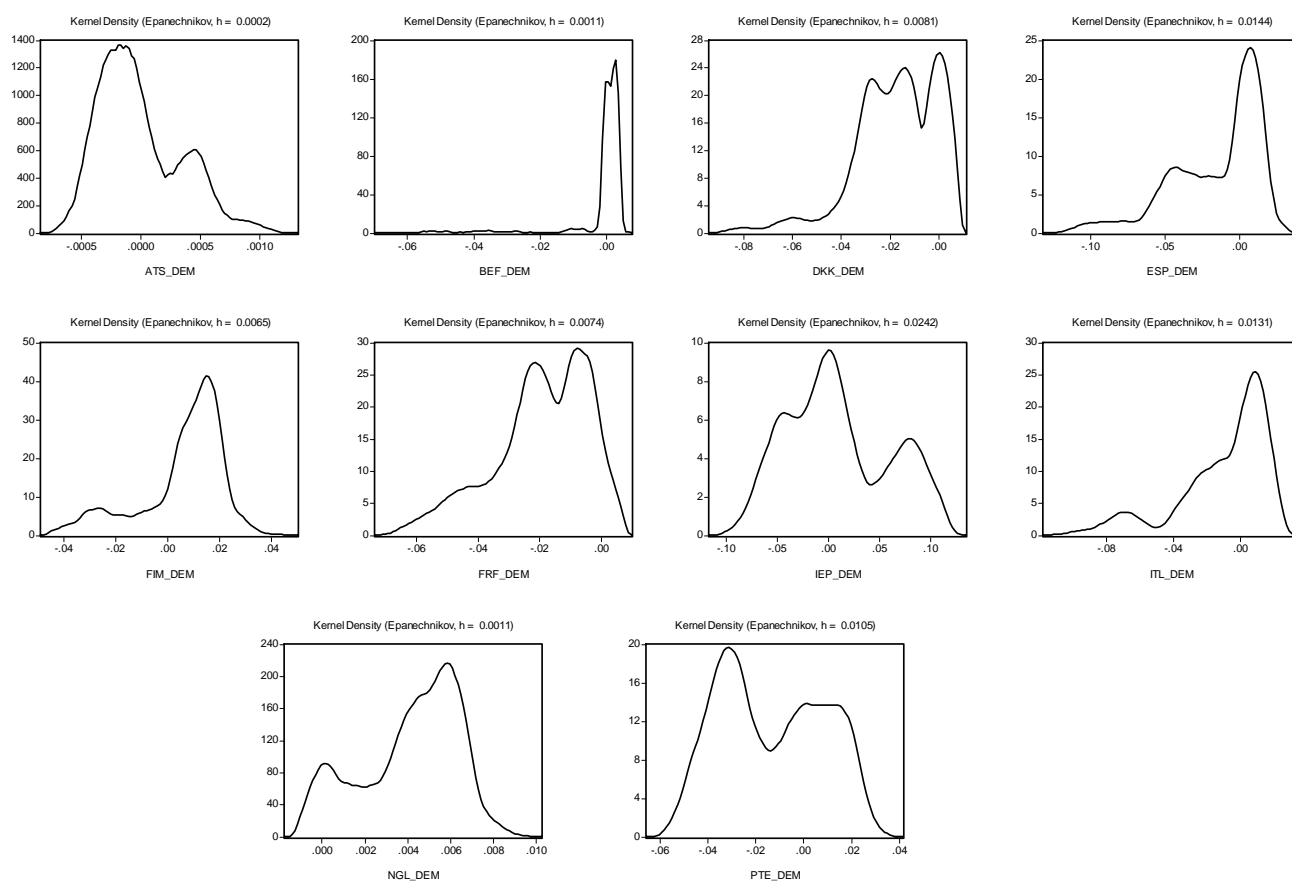 Kernel Density (Epanechnikov, h = 0.0002)
1400
1200
1000
800
600
400
200
0
-.0005 .0000 .0005 .0010
ATS_DEM
Kernel Density (Epanechnikov, h = 0.0011)
200
160
120
80
40
0
-.06 -.04 -.02 .00
BEF_DEM
Kernel Density (Epanechnikov, h = 0.0081)
28
24
20
16
12
8
4
0
-.08 -.06 -.04 -.02 .00
DKK_DEM
Kernel Density (Epanechnikov, h = 0.0144)
25
20
15
10
5
0
-.10 -.05 .00
ESP_DEM
Kernel Density (Epanechnikov, h = 0.0065)
50
40
30
20
10
0
-.04 -.02 .00 .02 .04
FIM_DEM
Kernel Density (Epanechnikov, h = 0.0074)
30
25
20
15
10
5
0
-.06 -.04 -.02 .00
FRF_DEM
Kernel Density (Epanechnikov, h = 0.0242)
10
8
6
4
2
0
-.10 -.05 .00 .05 .10
IEP_DEM
Kernel Density (Epanechnikov, h = 0.0131)
30
25
20
15
10
5
0
-.08 -.04 .00
ITL_DEM
Kernel Density (Epanechnikov, h = 0.0011)
240
200
160
120
80
40
0
.000 .002 .004 .006 .008 .010
NGL_DEM
Kernel Density (Epanechnikov, h = 0.0105)
20
16
12
8
4
0
-.06 -.04 -.02 .00 .02 .04
PTE_DEM